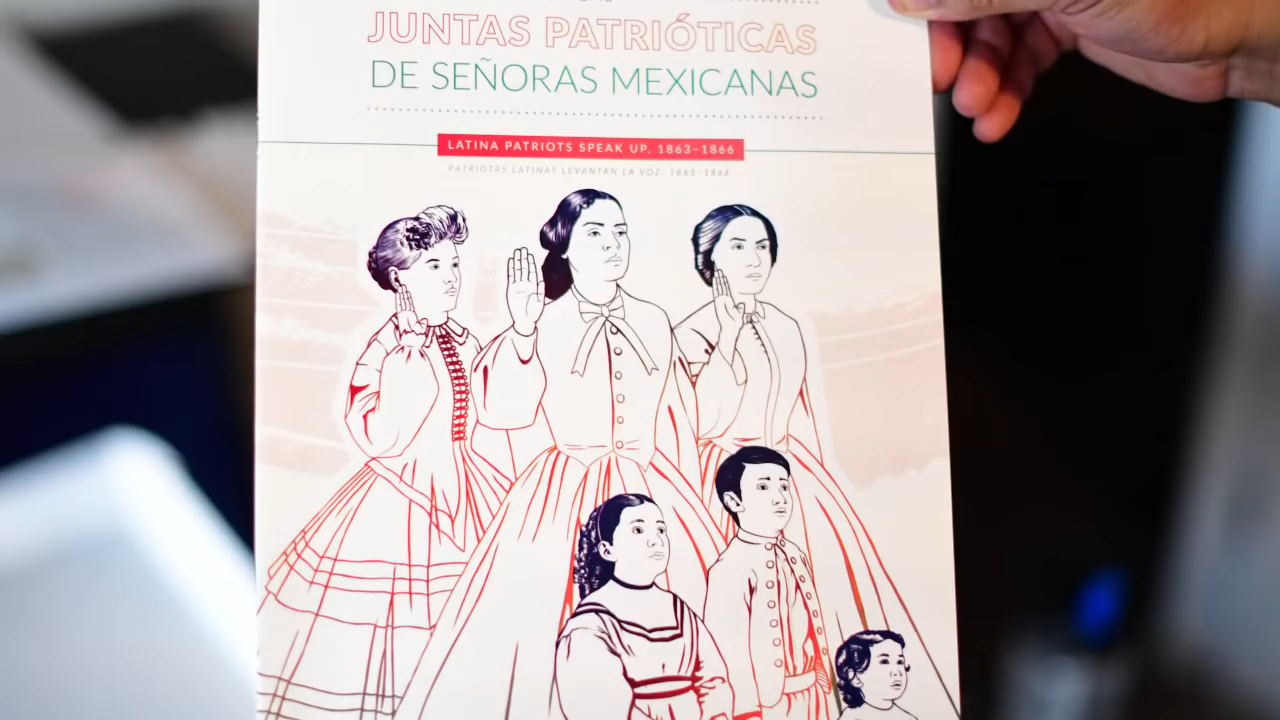 JUNTAS PATRIÓTICAS
DE SEÑORAS MEXICANAS
LATINA PATRIOTS SPEAK UP, 1863–1866
PATRIOTAS LATINAS LEVANTAN LA VOZ: 1863–1866